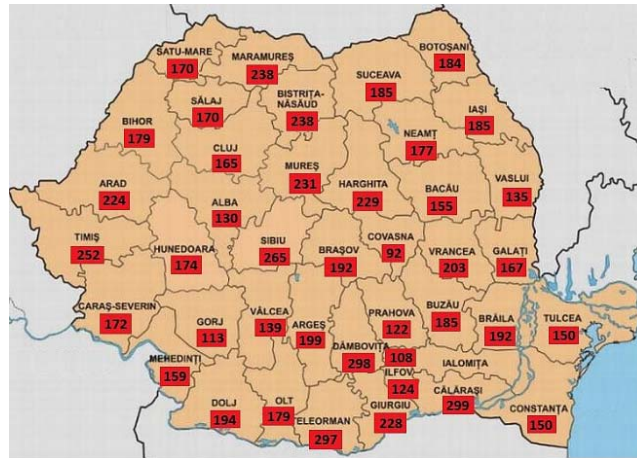 SATU-MARE
170
MARAMUREȘ
238
BOTOȘANI
184
SUCEAVA
185
SĂLAJ
170
BISTRIȚA-
NĂSĂUD
238
IAȘI
185
BIHOR
179
CLUJ
165
NEAMȚ
177
MUREȘ
231
HARGHITA
229
BACĂU
155
VASLUI
135
ARAD
224
ALBA
130
TIMIȘ
252
HUNEDOARA
174
SIBIU
265
BRAȘOV
192
COVASNA
92
VRANCEA
203
GALAȚI
167
CARAȘ-SEVERIN
172
GORJ
113
VÂLCEA
139
ARGEȘ
199
PRAHOVA
122
BUZĂU
185
BRĂILA
192
TULCEA
150
MEHEDINȚI
159
DÂMBOVIȚA
298
108
ILFOV
124
IALOMIȚA
CĂLĂRAȘI
299
DOLJ
194
OLT
179
TELEORMAN
297
GIURGIU
228
CONSTANȚA
150